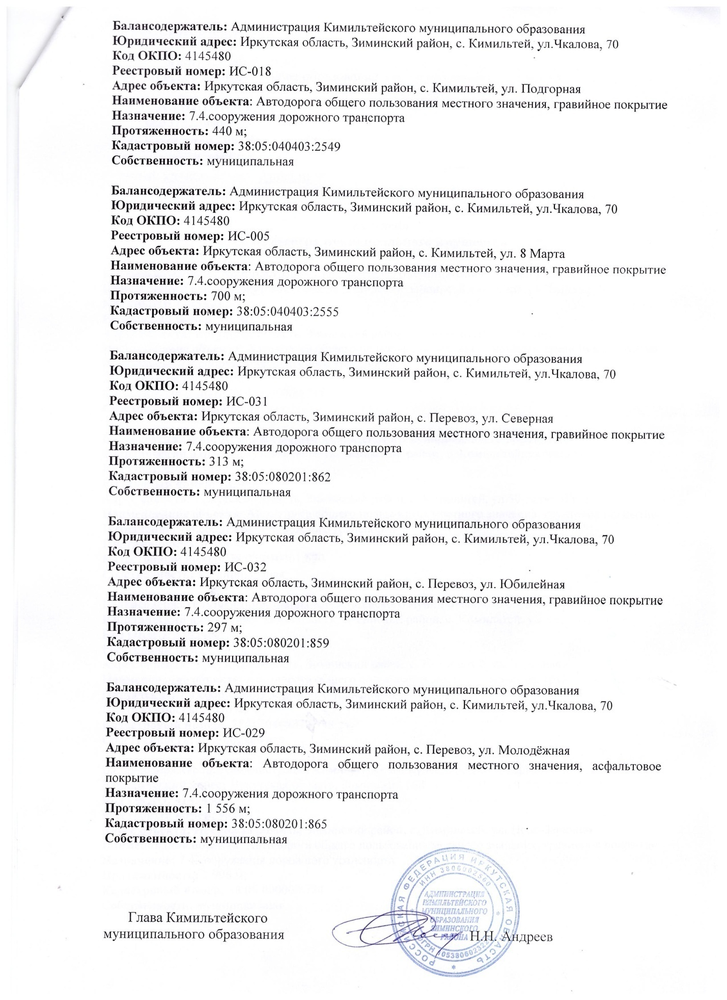 Балансодержатель: Администрация Кимильтейского муниципального образования
Юридический адрес: Иркутская область, Зиминский район, с. Кимильтей, ул.Чкалова, 70
Код ОКПО: 4145480
Реестровый номер: ИС-018
Адрес объекта: Иркутская область, Зиминский район, с. Кимильтей, ул. Подгорная
Наименование объекта: Автодорога общего пользования местного значения, гравийное покрытие
Назначение: 7.4.сооружения дорожного транспорта
Протяженность: 440 м;
Кадастровый номер: 38:05:040403:2549
Собственность: муниципальная
Балансодержатель: Администрация Кимильтейского муниципального образования
Юридический адрес: Иркутская область, Зиминский район, с. Кимильтей, ул.Чкалова, 70
Код ОКПО: 4145480
Реестровый номер: ИС-005
Адрес объекта: Иркутская область, Зиминский район, с. Кимильтей, ул. 8 Марта
Наименование объекта: Автодорога общего пользования местного значения, гравийное покрытие
Назначение: 7.4.сооружения дорожного транспорта
Протяженность: 700 м;
Кадастровый номер: 38:05:040403:2555
Собственность: муниципальная
Балансодержатель: Администрация Кимильтейского муниципального образования
Юридический адрес: Иркутская область, Зиминский район, с. Кимильтей, ул.Чкалова, 70
Код ОКПО: 4145480
Реестровый номер: ИС-031
Адрес объекта: Иркутская область, Зиминский район, с. Перевоз, ул. Северная
Наименование объекта: Автодорога общего пользования местного значения, гравийное покрытие
Назначение: 7.4.сооружения дорожного транспорта
Протяженность: 313 м;
Кадастровый номер: 38:05:080201:862
Собственность: муниципальная
Балансодержатель: Администрация Кимильтейского муниципального образования
Юридический адрес: Иркутская область, Зиминский район, с. Кимильтей, ул.Чкалова, 70
Код ОКПО: 4145480
Реестровый номер: ИС-032
Адрес объекта: Иркутская область, Зиминский район, с. Перевоз, ул. Юбилейная
Наименование объекта: Автодорога общего пользования местного значения, гравийное покрытие
Назначение: 7.4.сооружения дорожного транспорта
Протяженность: 297 м;
Кадастровый номер: 38:05:080201:859
Собственность: муниципальная
Балансодержатель: Администрация Кимильтейского муниципального образования
Юридический адрес: Иркутская область, Зиминский район, с. Кимильтей, ул.Чкалова, 70
Код ОКПО: 4145480
Реестровый номер: ИС-029
Адрес объекта: Иркутская область, Зиминский район, с. Перевоз, ул. Молодёжная
Наименование объекта: Автодорога общего пользования местного значения, асфальтовое
покрытие
Назначение: 7.4.сооружения дорожного транспорта
Протяженность: 1 556 м;
Кадастровый номер: 38:05:080201:865
Собственность: муниципальная
Глава Кимильтейского
муниципального образования
Н.Н. Андреев
РОССИЙСКАЯ ФЕДЕРАЦИЯ ИРКУТСКАЯ ОБЛАСТЬ
ИНН 3806002560
АДМИНИСТРАЦИЯ
КИМИЛЬТЕЙСКОГО
МУНИЦИПАЛЬНОГО
ОБРАЗОВАНИЯ
ЗИМИНСКОГО
РАЙОНА
ОГРН